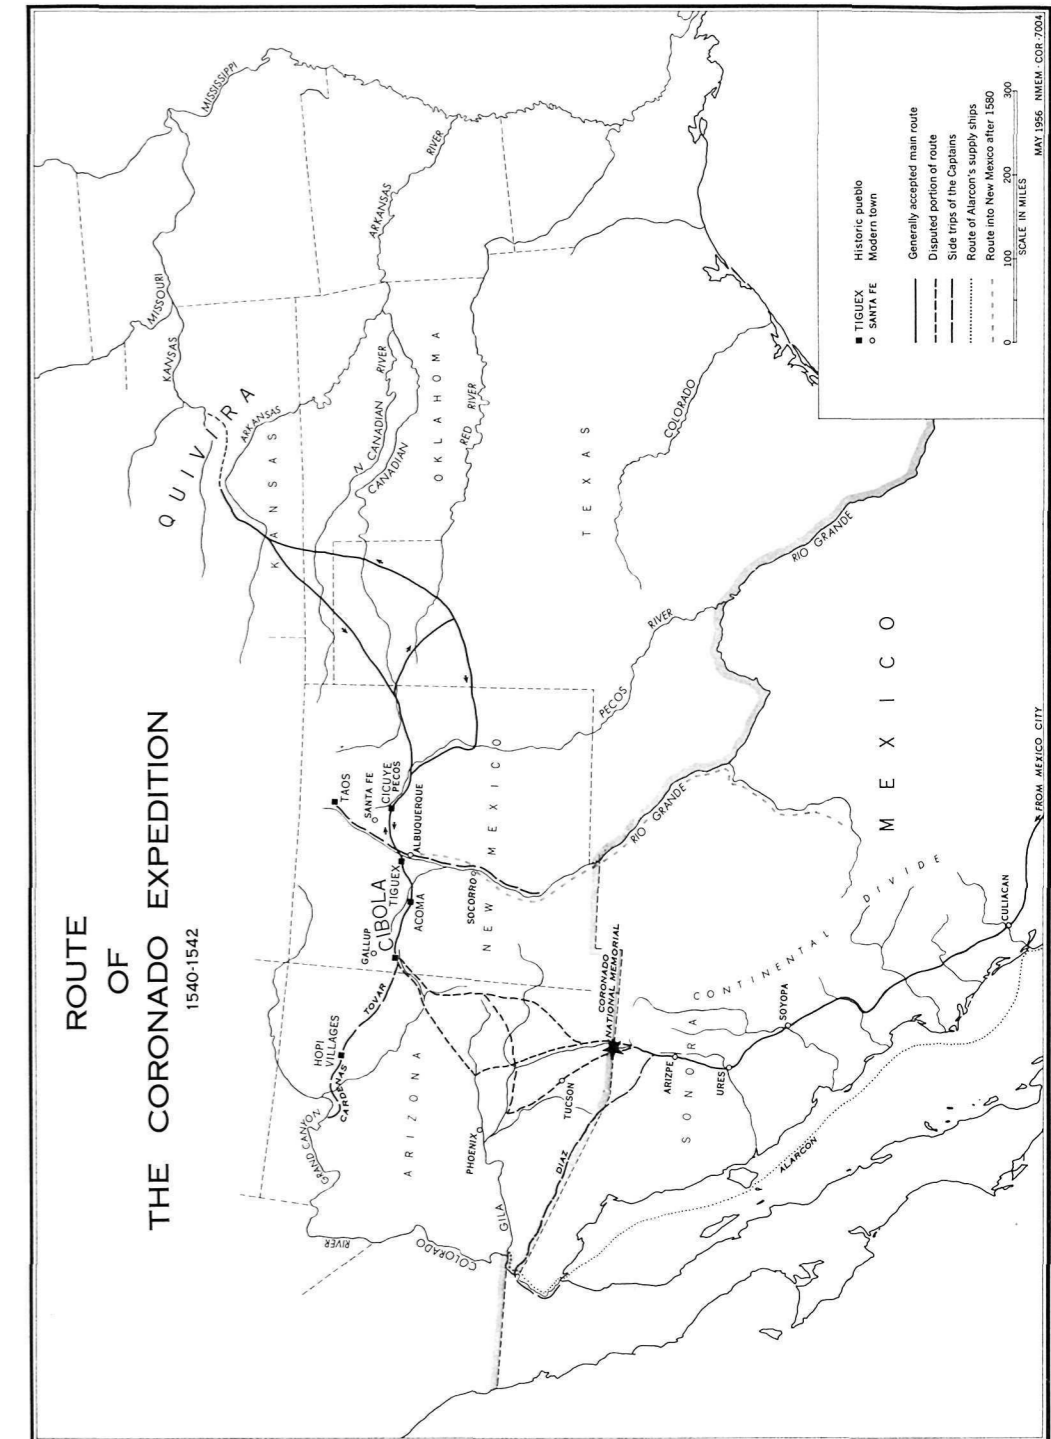 ROUTE
OF
THE CORONADO EXPEDITION
1540-1542
MISSISSIPPI
MISSOURI
KANSAS
QUIVIRA
ARKANSAS
KANSAS
ARKANSAS
RIVER
N CANADIAN
RIVER
CANADIAN
OKLAHOMA
RED RIVER
TEXAS
COLORADO
RIO GRANDE
PECOS
RIVER
TAOS
SANTA FE
CICUYE
PECOS
ALBUQUERQUE
TIGUEX
CIBOLA
GALLUP
ACOMA
SOCORRO
NEW MEXICO
RIO GRANDE
TOVAR
HOPI
VILLAGES
CARDENAS
GRAND CANYON
RIVER
COLORADO
ARIZONA
PHOENIX
GILA
TUCSON
DIAZ
CORONADO
NATIONAL MEMORIAL
CONTINENTAL DIVIDE
SONORA
ARIZPE
URES
SOYOPA
ALARCON
CULIACAN
FROM MEXICO CITY
MEXICO
TIGUEX Historic pueblo
SANTA FE Modern town
Generally accepted main route
Disputed portion of route
Side trips of the Captains
Route of Alarcon's supply ships
Route into New Mexico after 1580
0 100 200 300
SCALE IN MILES
MAY 1956 NMEM-COR-7004